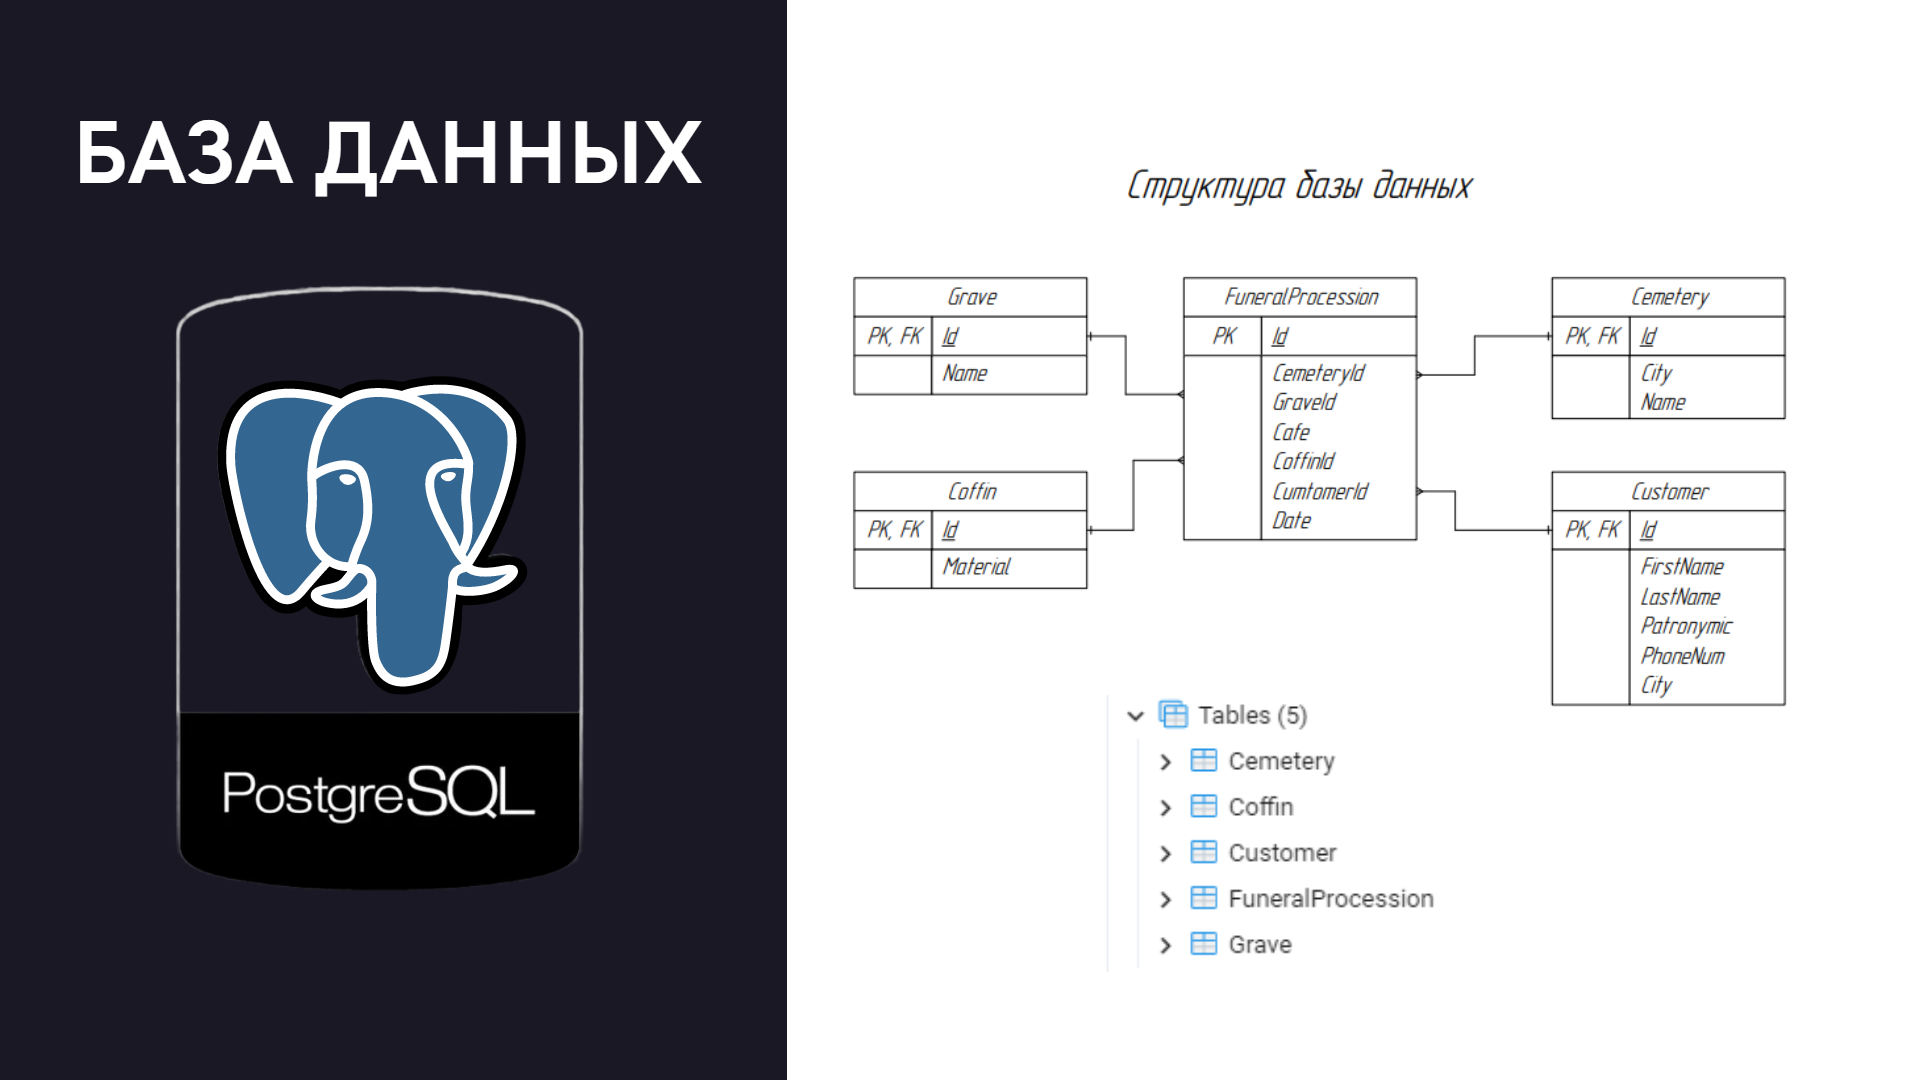 БАЗА ДАННЫХ
PostgreSQL
Структура базы данных
Grave
PK, FK Id
Name
Coffin
PK, FK Id
Material
FuneralProcession
PK Id
CemeteryId
GraveId
Cafe
CoffinId
CumtomerId
Date
Cemetery
PK, FK Id
City
Name
Customer
PK, FK Id
FirstName
LastName
Patronymic
PhoneNum
City
Tables (5)
Cemetery
Coffin
Customer
FuneralProcession
Grave